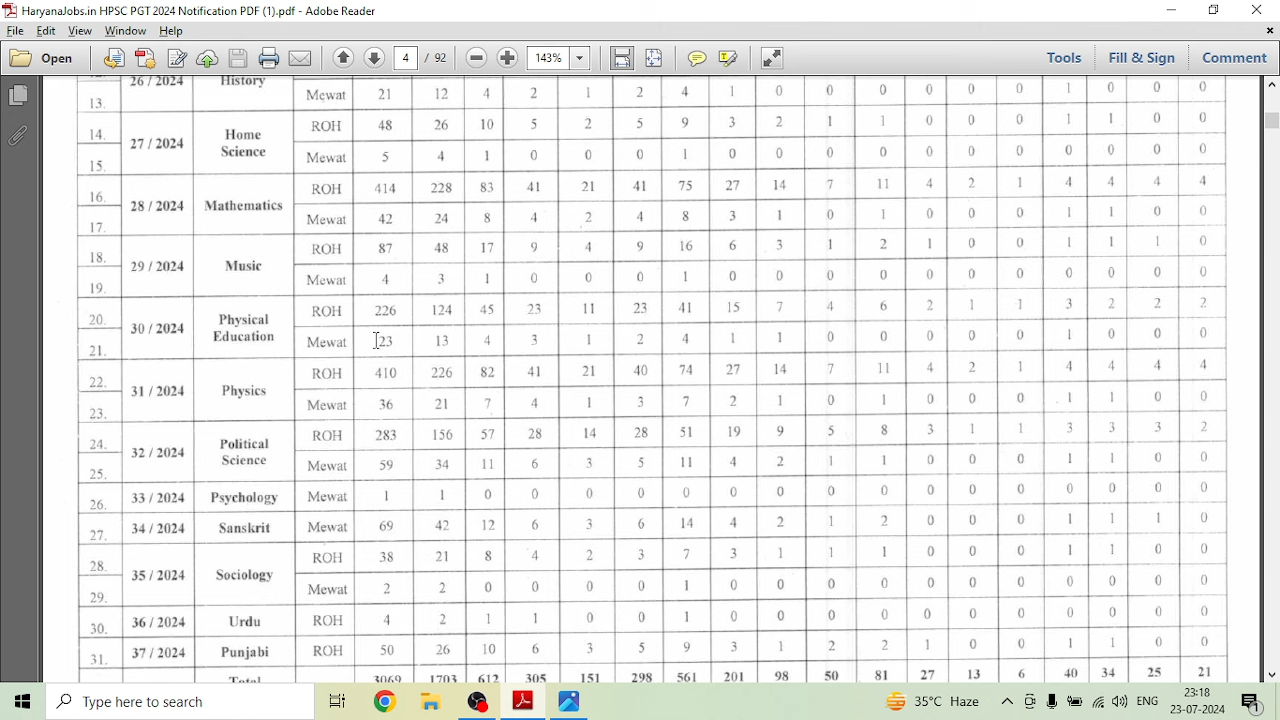 HaryanaJobs.in HPSC PGT 2024 Notification PDF (1).pdf - Adobe Reader
File Edit View Window Help
Open 4 / 92 143% Tools Fill & Sign Comment
26 / 2024 History
13. Mewat 21 12 4 2 1 2 4 1 0 0 0 0 0 0 1 0 0 0
14. 27 / 2024 Home Science ROH 48 26 10 5 2 5 9 3 2 1 1 0 0 0 1 1 0 0
15. Mewat 5 4 1 0 0 0 1 0 0 0 0 0 0 0 0 0 0 0
16. 28 / 2024 Mathematics ROH 414 228 83 41 21 41 75 27 14 7 11 4 2 1 4 4 4 4
17. Mewat 42 24 8 4 2 4 8 3 1 0 1 0 0 0 1 1 0 0
18. 29 / 2024 Music ROH 87 48 17 9 4 9 16 6 3 1 2 1 0 0 1 1 1 0
19. Mewat 4 3 1 0 0 0 1 0 0 0 0 0 0 0 0 0 0 0
20. 30 / 2024 Physical Education ROH 226 124 45 23 11 23 41 15 7 4 6 2 1 1 3 2 2 2
21. Mewat 23 13 4 3 1 2 4 1 1 0 0 0 0 0 1 0 0 0
22. 31 / 2024 Physics ROH 410 226 82 41 21 40 74 27 14 7 11 4 2 1 4 4 4 4
23. Mewat 36 21 7 4 1 3 7 2 1 0 1 0 0 0 1 1 0 0
24. 32 / 2024 Political Science ROH 283 156 57 28 14 28 51 19 9 5 8 3 1 1 3 3 3 2
25. Mewat 59 34 11 6 3 5 11 4 2 1 1 0 0 0 1 1 0 0
26. 33 / 2024 Psychology Mewat 1 1 0 0 0 0 0 0 0 0 0 0 0 0 0 0 0 0
27. 34 / 2024 Sanskrit Mewat 69 42 12 6 3 6 14 4 2 1 2 0 0 0 1 1 1 0
28. 35 / 2024 Sociology ROH 38 21 8 4 2 3 7 3 1 1 1 0 0 0 1 1 0 0
29. Mewat 2 2 0 0 0 0 1 0 0 0 0 0 0 0 0 0 0 0
30. 36 / 2024 Urdu ROH 4 2 1 1 0 0 1 0 0 0 0 0 0 0 0 0 0 0
31. 37 / 2024 Punjabi ROH 50 26 10 6 3 5 9 3 1 2 2 1 0 0 1 1 0 0
Total 3069 1703 612 305 151 298 561 201 98 50 81 27 13 6 40 34 25 21
Type here to search 35°C Haze ENG 23:18
23-07-2024